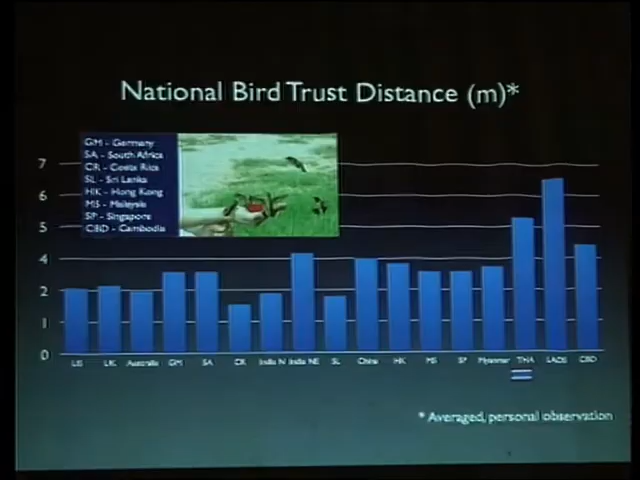 National Bird Trust Distance (m)*
GM - Germany
SA - South Africa
CR - Costa Rica
SL - Sri Lanka
HK - Hong Kong
MS - Malaysia
SP - Singapore
CBD - Cambodia
7
6
5
4
2
1
0
US UK Australia GM SA CR India N India NE SL China HK MS SP Myanmar THA LAOS CBD
* Averaged, personal observation